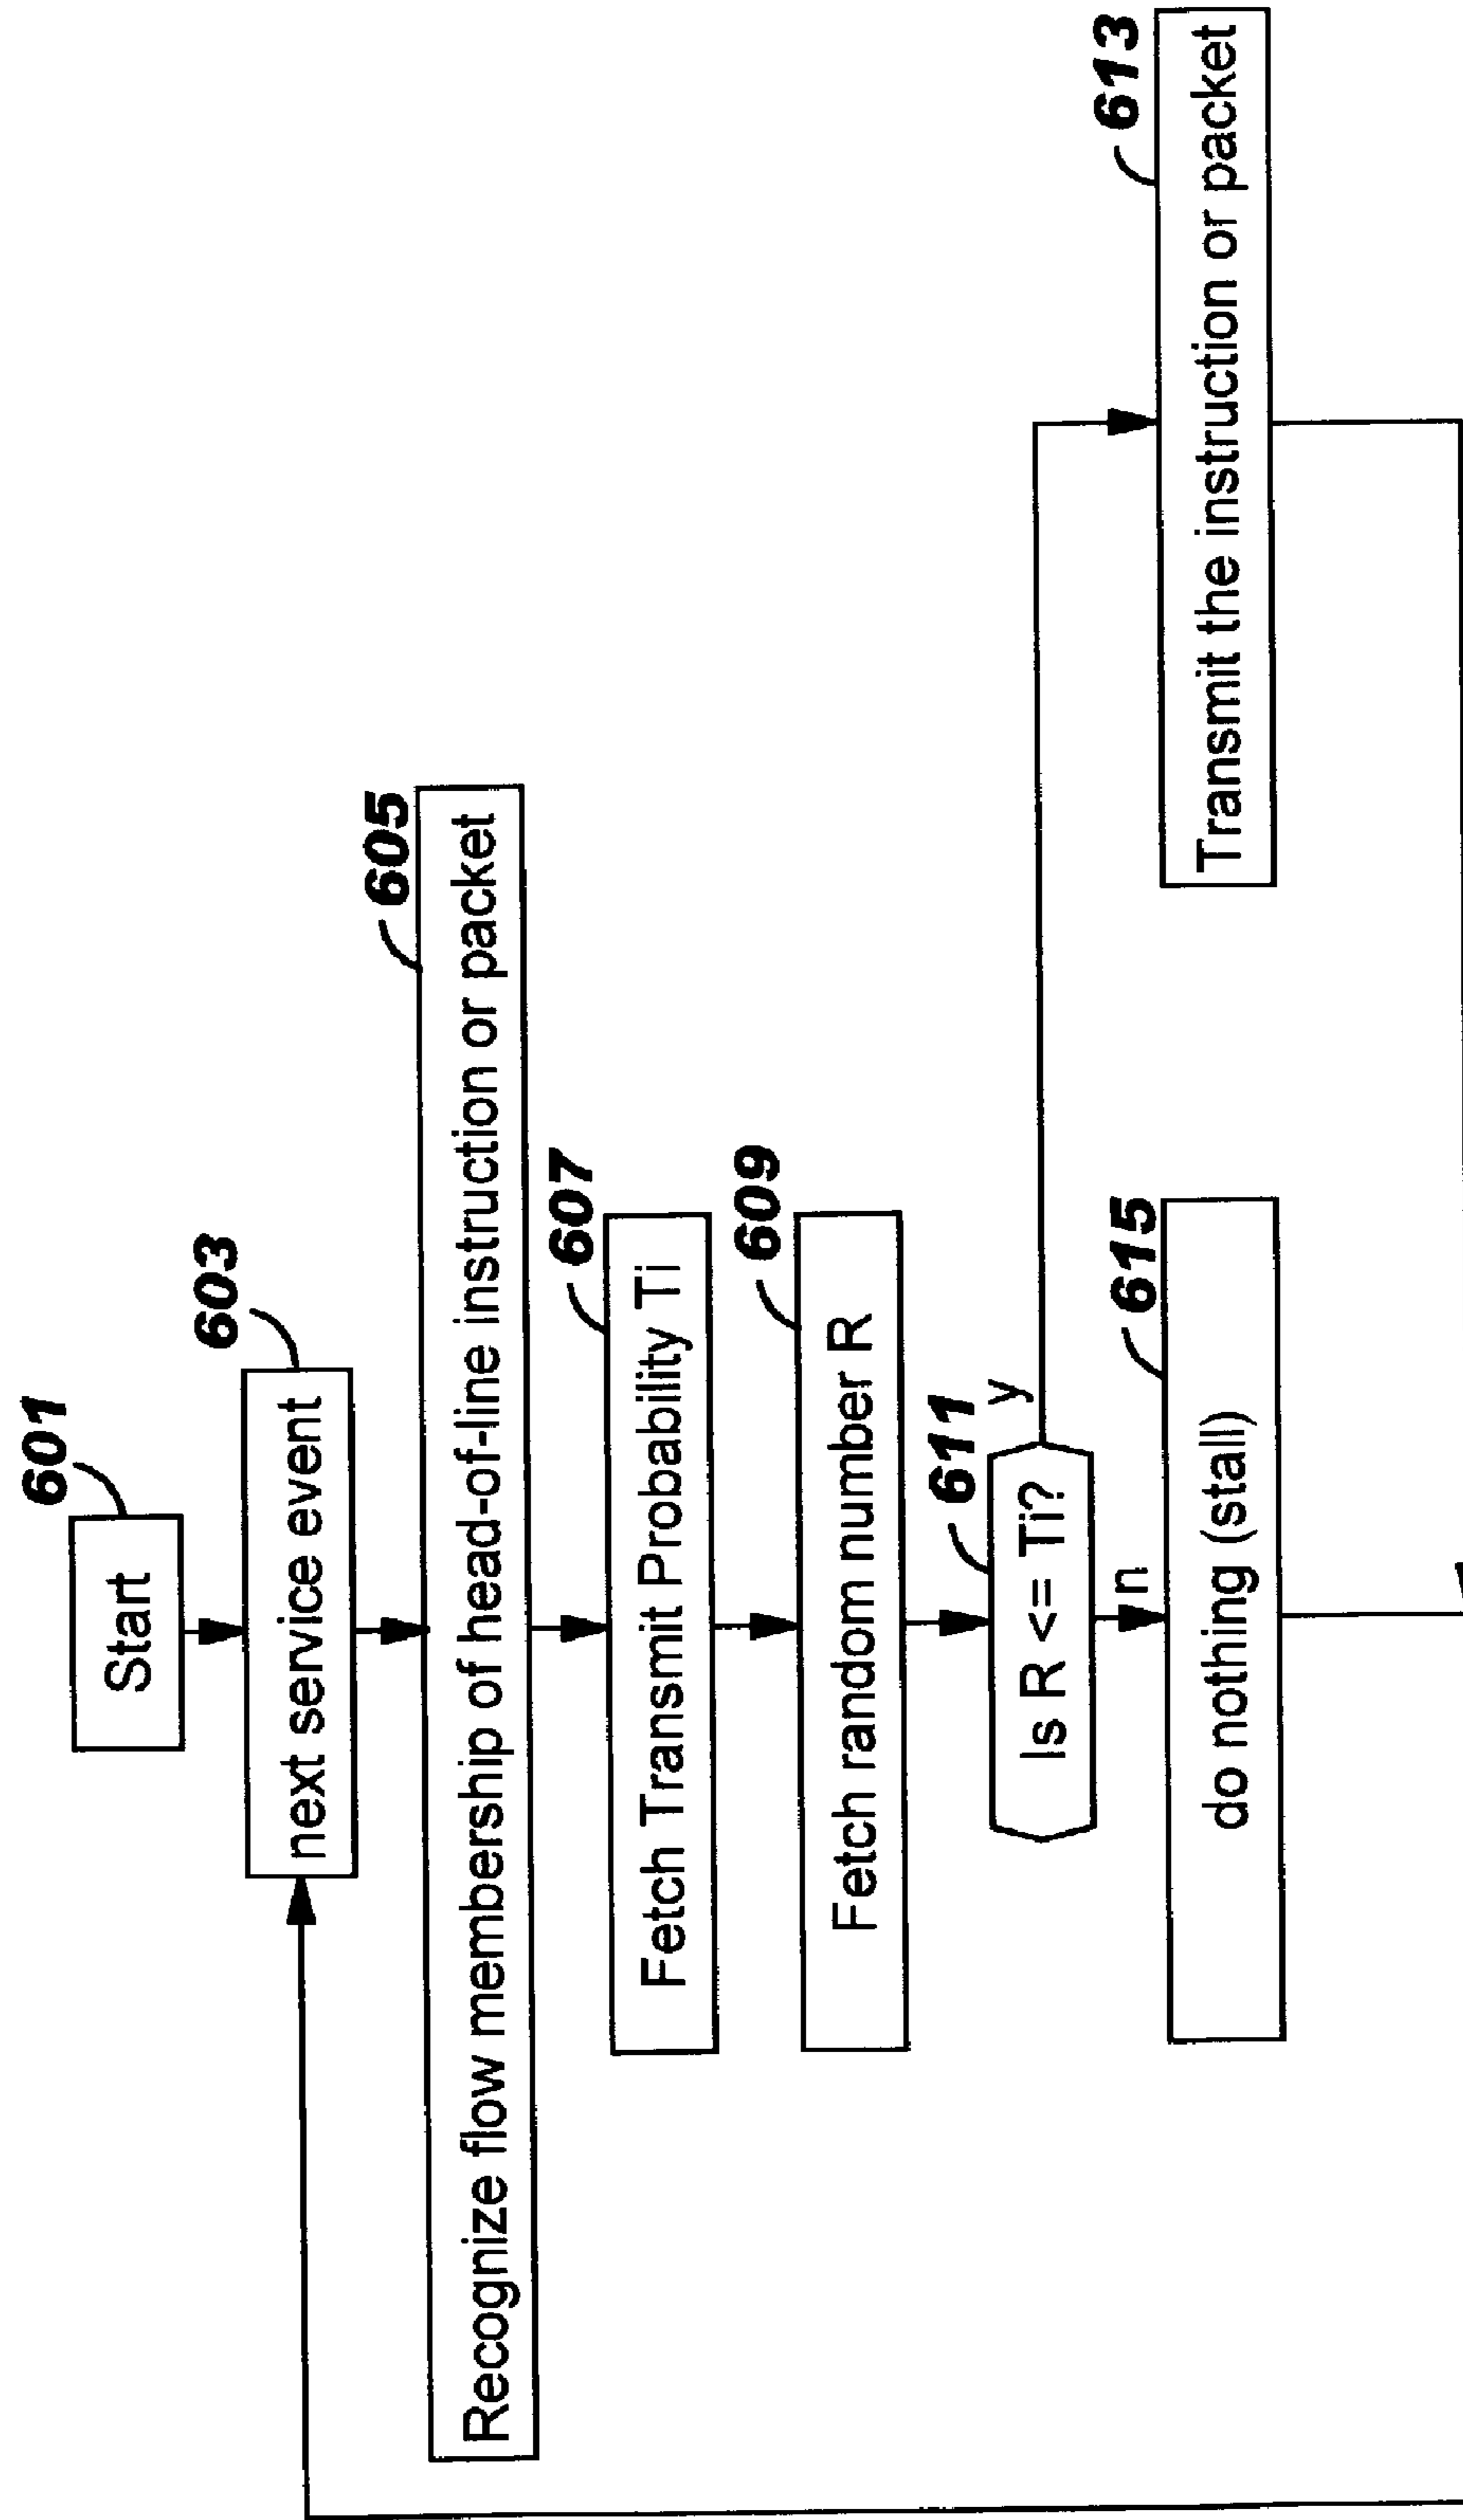 601
Start
603
next service event
605
Recognize flow membership of head-of-line instruction or packet
607
Fetch Transmit Probability Ti
609
Fetch random number R
611
y
Is R <= Ti?
n
613
Transmit the instruction or packet
615
do nothing (stall)